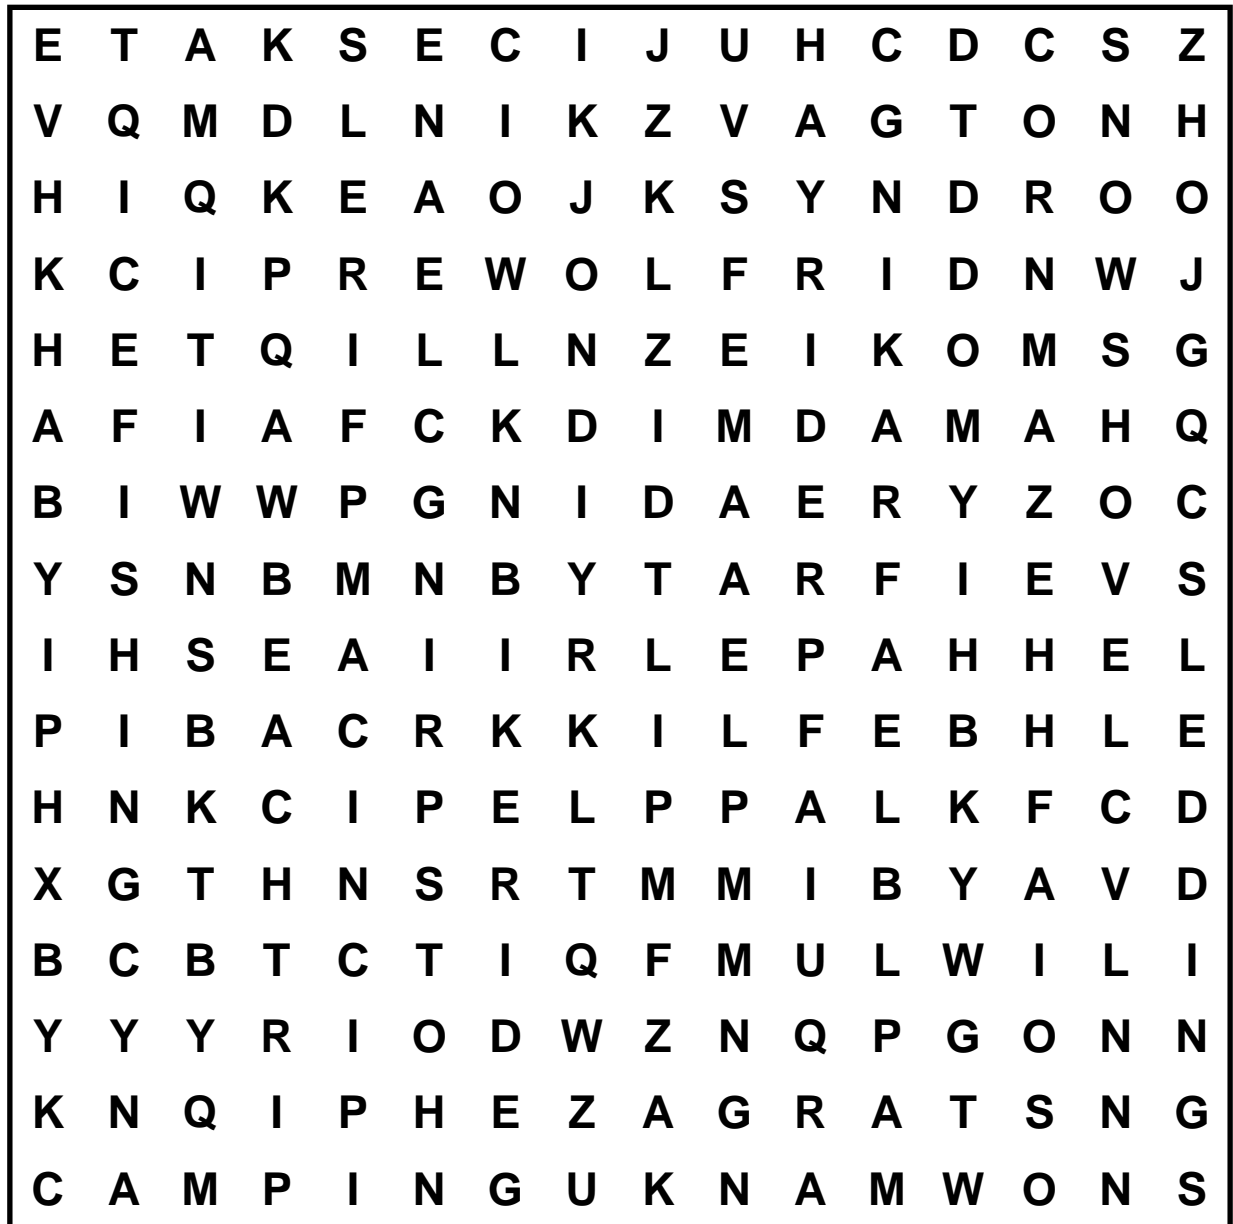 E T A K S E C I J U H C D C S Z
V Q M D L N I K Z V A G T O N H
H I Q K E A O J K S Y N D R O O
K C I P R E W O L F R I D N W J
H E T Q I L L N Z E I K O M S G
A F I A F C K D I M D A M A H Q
B I W W P G N I D A E R Y Z O C
Y S N B M N B Y T A R F I E V S
I H S E A I I R L E P A H H E L
P I B A C R K K I L F E B H L E
H N K C I P E L P P A L K F C D
X G T H N S R T M M I B Y A V D
B C B T C T I Q F M U L W I L I
Y Y Y R I O D W Z N Q P G O N N
K N Q I P H E Z A G R A T S N G
C A M P I N G U K N A M W O N S